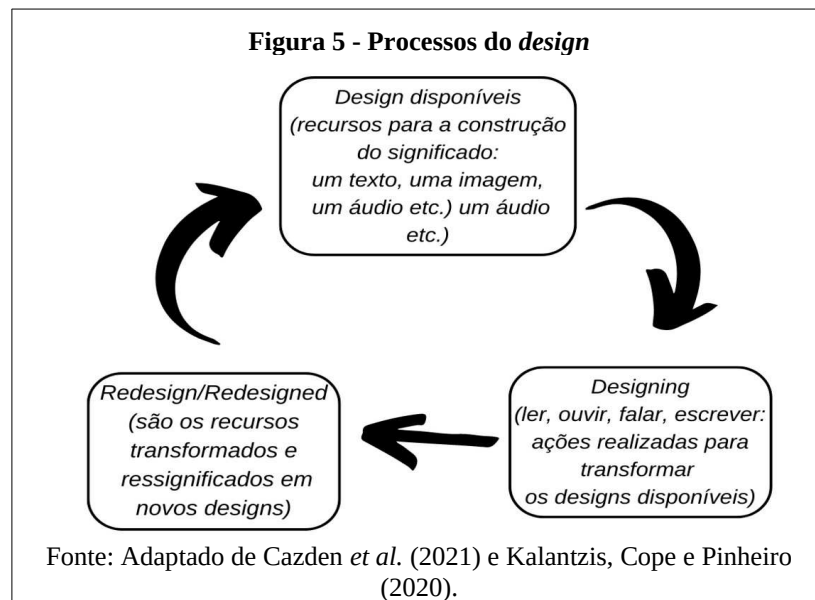 Figura 5 - Processos do design
Design disponíveis
(recursos para a construção
do significado:
um texto, uma imagem,
um áudio etc.) um áudio
etc.)
Redesign/Redesigned
(são os recursos
transformados e
ressignificados em
novos designs)
Designing
(ler, ouvir, falar, escrever:
ações realizadas para
transformar
os designs disponíveis)
Fonte: Adaptado de Cazden et al. (2021) e Kalantzis, Cope e Pinheiro
(2020).